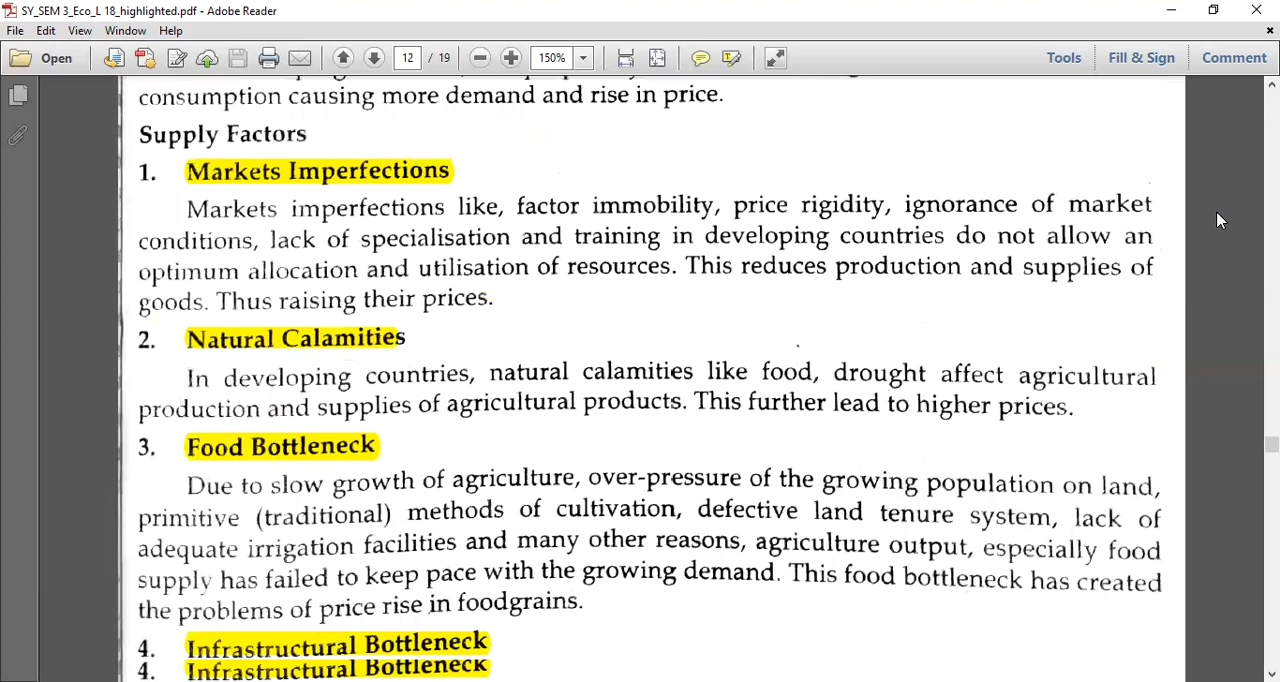 SY_SEM 3_Eco_L 18_highlighted.pdf - Adobe Reader
File Edit View Window Help
Open 12 / 19 150% Tools Fill & Sign Comment
consumption causing more demand and rise in price.
Supply Factors
1. Markets Imperfections
Markets imperfections like, factor immobility, price rigidity, ignorance of market
conditions, lack of specialisation and training in developing countries do not allow an
optimum allocation and utilisation of resources. This reduces production and supplies of
goods. Thus raising their prices.
2. Natural Calamities
In developing countries, natural calamities like food, drought affect agricultural
production and supplies of agricultural products. This further lead to higher prices.
3. Food Bottleneck
Due to slow growth of agriculture, over-pressure of the growing population on land,
primitive (traditional) methods of cultivation, defective land tenure system, lack of
adequate irrigation facilities and many other reasons, agriculture output, especially food
supply has failed to keep pace with the growing demand. This food bottleneck has created
the problems of price rise in foodgrains.
4. Infrastructural Bottleneck
4. Infrastructural Bottleneck